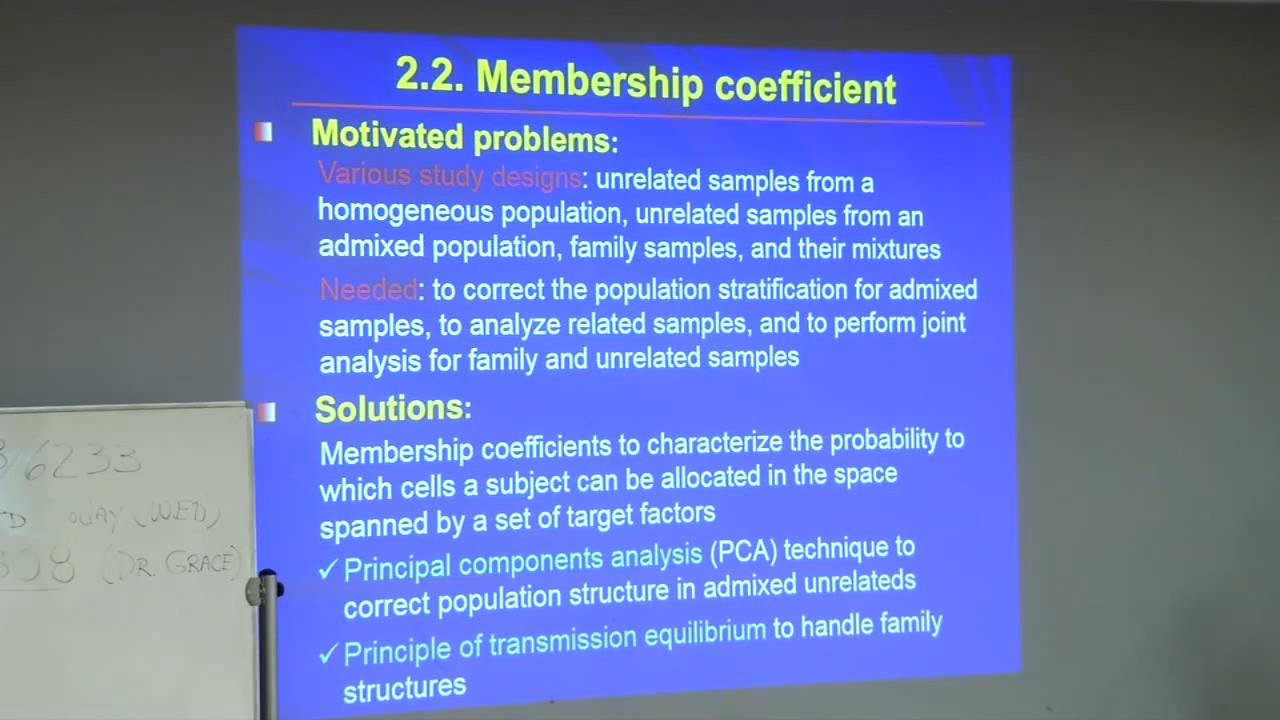 2.2. Membership coefficient
Motivated problems:
Various study designs: unrelated samples from a
homogeneous population, unrelated samples from an
admixed population, family samples, and their mixtures
Needed: to correct the population stratification for admixed
samples, to analyze related samples, and to perform joint
analysis for family and unrelated samples
Solutions:
Membership coefficients to characterize the probability to
which cells a subject can be allocated in the space
spanned by a set of target factors
✓ Principal components analysis (PCA) technique to
correct population structure in admixed unrelateds
✓ Principle of transmission equilibrium to handle family
structures
/6233
(WED)
(DR. GRACE)